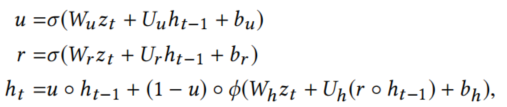 u =σ(W_u z_t + U_u h_{t−1} + b_u)
r =σ(W_r z_t + U_r h_{t−1} + b_r)
h_t =u ∘ h_{t−1} + (1 − u) ∘ ϕ(W_h z_t + U_h(r ∘ h_{t−1}) + b_h),